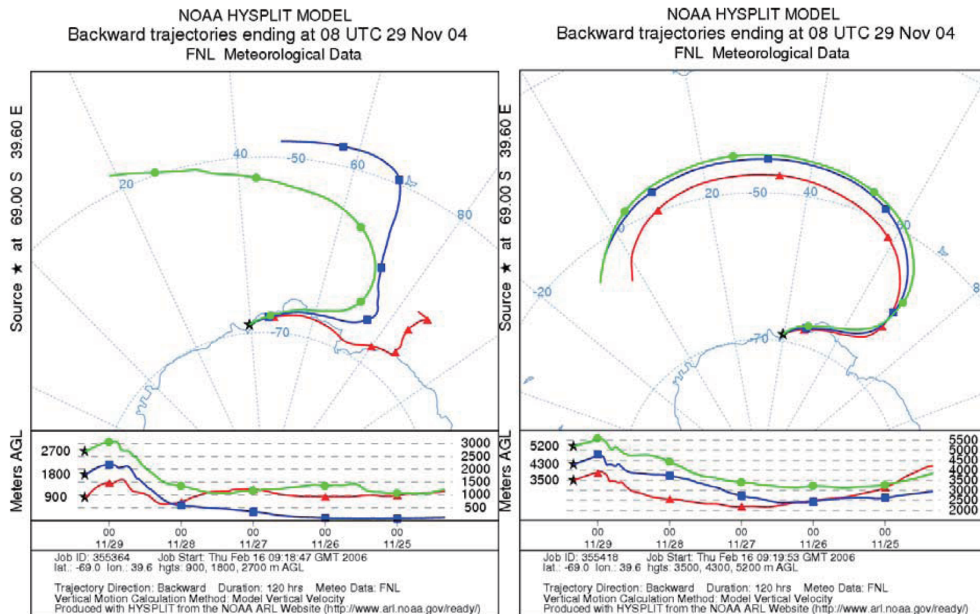 NOAA HYSPLIT MODEL
Backward trajectories ending at 08 UTC 29 Nov 04
FNL Meteorological Data
Source ★ at 69.000 S 39.60 E
20
40
-50
60
80
-70
Meters AGL
2700
1800
900
3000
2500
2000
1500
1000
500
00 00 00 00 00
11/29 11/28 11/27 11/26 11/25
Job ID: 355364 Job Start: Thu Feb 16 09:18:47 GMT 2006
lat.: -69.0 lon.: 39.6 hgts: 900, 1800, 2700 m AGL
Trajectory Direction: Backward Duration: 120 hrs Meteo Data: FNL
Vertical Motion Calculation Method: Model Vertical Velocity
Produced with HYSPLIT from the NOAA ARL Website (http://www.arl.noaa.gov/ready/)
NOAA HYSPLIT MODEL
Backward trajectories ending at 08 UTC 29 Nov 04
FNL Meteorological Data
Source ★ at 69.000 S 39.60 E
-20
0
20
-50
40
60
8
-70
Meters AGL
5200
4300
3500
5500
5000
4500
4000
3500
3000
2500
2000
00 00 00 00 00
11/29 11/28 11/27 11/26 11/25
Job ID: 355418 Job Start: Thu Feb 16 09:19:53 GMT 2006
lat.: -69.0 lon.: 39.6 hgts: 3500, 4300, 5200 m AGL
Trajectory Direction: Backward Duration: 120 hrs Meteo Data: FNL
Vertical Motion Calculation Method: Model Vertical Velocity
Produced with HYSPLIT from the NOAA ARL Website (http://www.arl.noaa.gov/ready/)